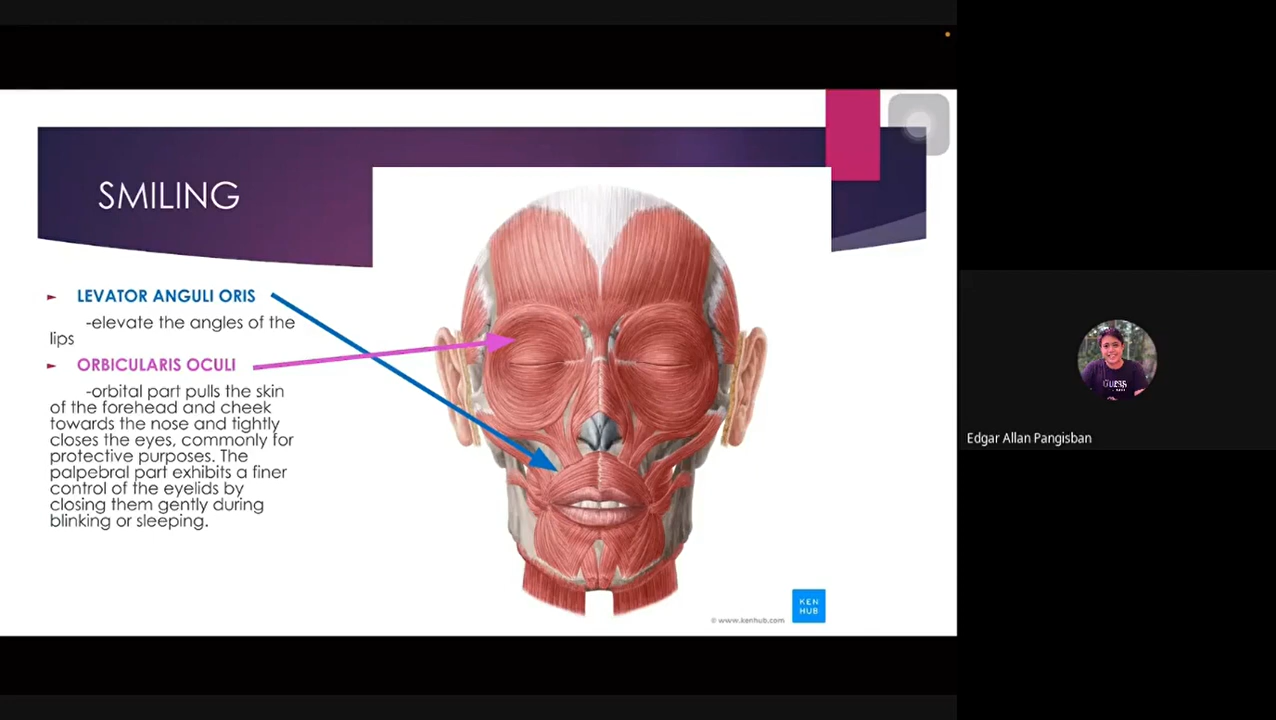 SMILING
► LEVATOR ANGULI ORIS
-elevate the angles of the
lips
► ORBICULARIS OCULI
-orbital part pulls the skin
of the forehead and cheek
towards the nose and tightly
closes the eyes, commonly for
protective purposes. The
palpebral part exhibits a finer
control of the eyelids by
closing them gently during
blinking or sleeping.
© www.kenhub.com
KEN
HUB
GUESS
Edgar Allan Pangisban